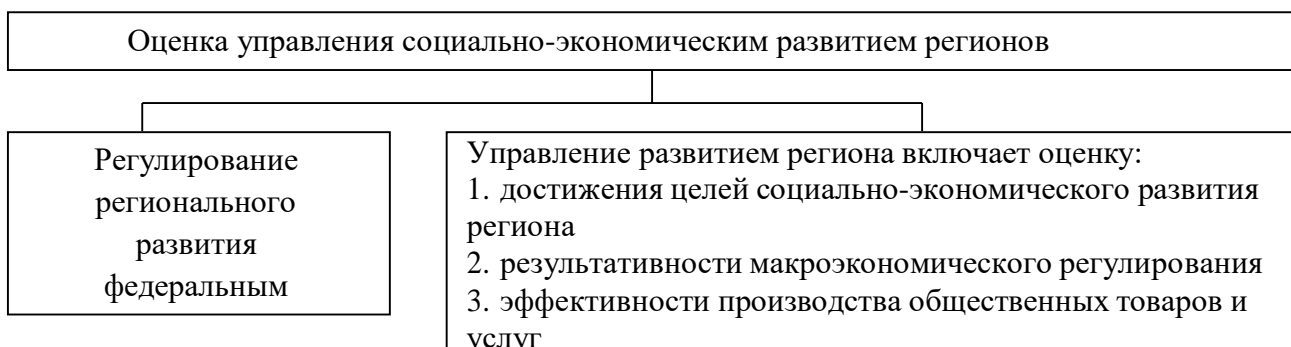 Оценка управления социально-экономическим развитием регионов
Регулирование
регионального
развития
федеральным
Управление развитием региона включает оценку:
1. достижения целей социально-экономического развития
региона
2. результативности макроэкономического регулирования
3. эффективности производства общественных товаров и
услуг